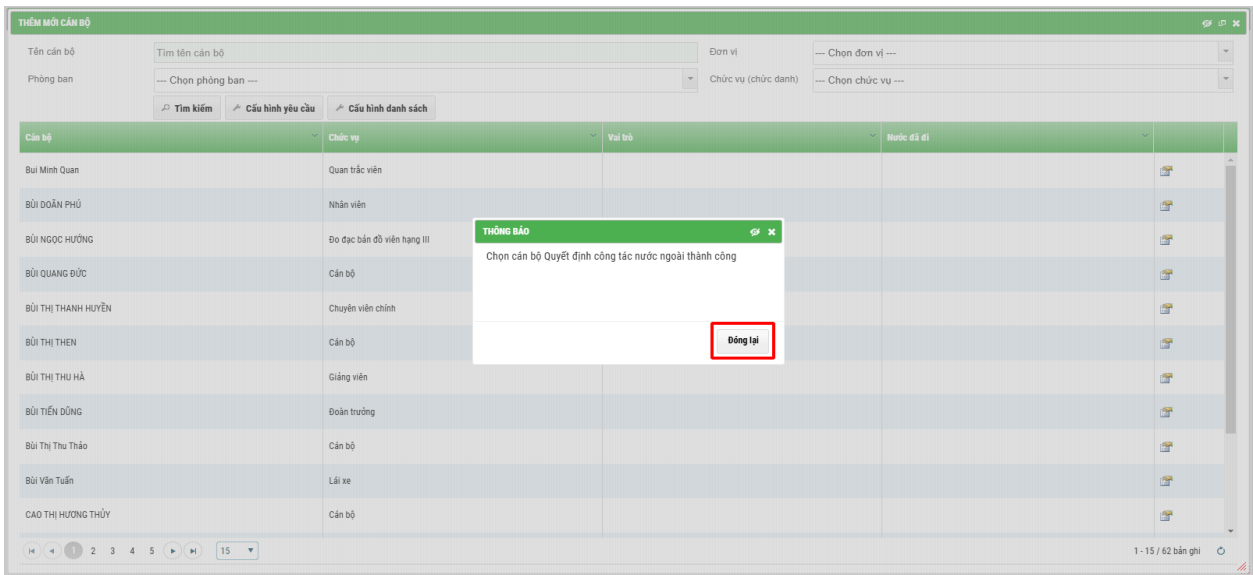 THÊM MỚI CÁN BỘ
Tên cán bộ
Tìm tên cán bộ
Đơn vị
--- Chọn đơn vị ---
Phòng ban
--- Chọn phòng ban ---
Chức vụ (chức danh)
--- Chọn chức vụ ---
Tìm kiếm
Cấu hình yêu cầu
Cấu hình danh sách
Cán bộ
Chức vụ
Vai trò
Nước đã đi
Bui Minh Quan
Quan trắc viên
BÙI DOÃN PHÚ
Nhân viên
BÙI NGỌC HƯỚNG
Đo đạc bản đồ viên hạng III
BÙI QUANG ĐỨC
Cán bộ
BÙI THỊ THANH HUYỀN
Chuyên viên chính
BÙI THỊ THEN
Cán bộ
BÙI THỊ THU HÀ
Giảng viên
BÙI TIẾN DŨNG
Đoàn trưởng
Bùi Thị Thu Thảo
Cán bộ
Bùi Văn Tuấn
Lái xe
CAO THỊ HƯƠNG THỦY
Cán bộ
THÔNG BÁO
Chọn cán bộ Quyết định công tác nước ngoài thành công
Đóng lại
1 2 3 4 5
15
1 - 15 / 62 bản ghi